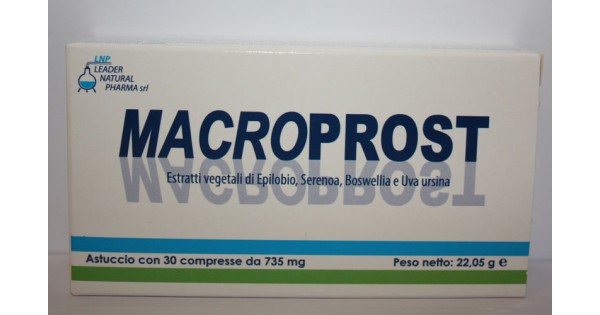 LNP
LEADER
NATURAL
PHARMA srl
MACROPROST
Estratti vegetali di Epilobio, Serenoa, Boswellia e Uva ursina
Astuccio con 30 compresse da 735 mg
Peso netto: 22,05 g e